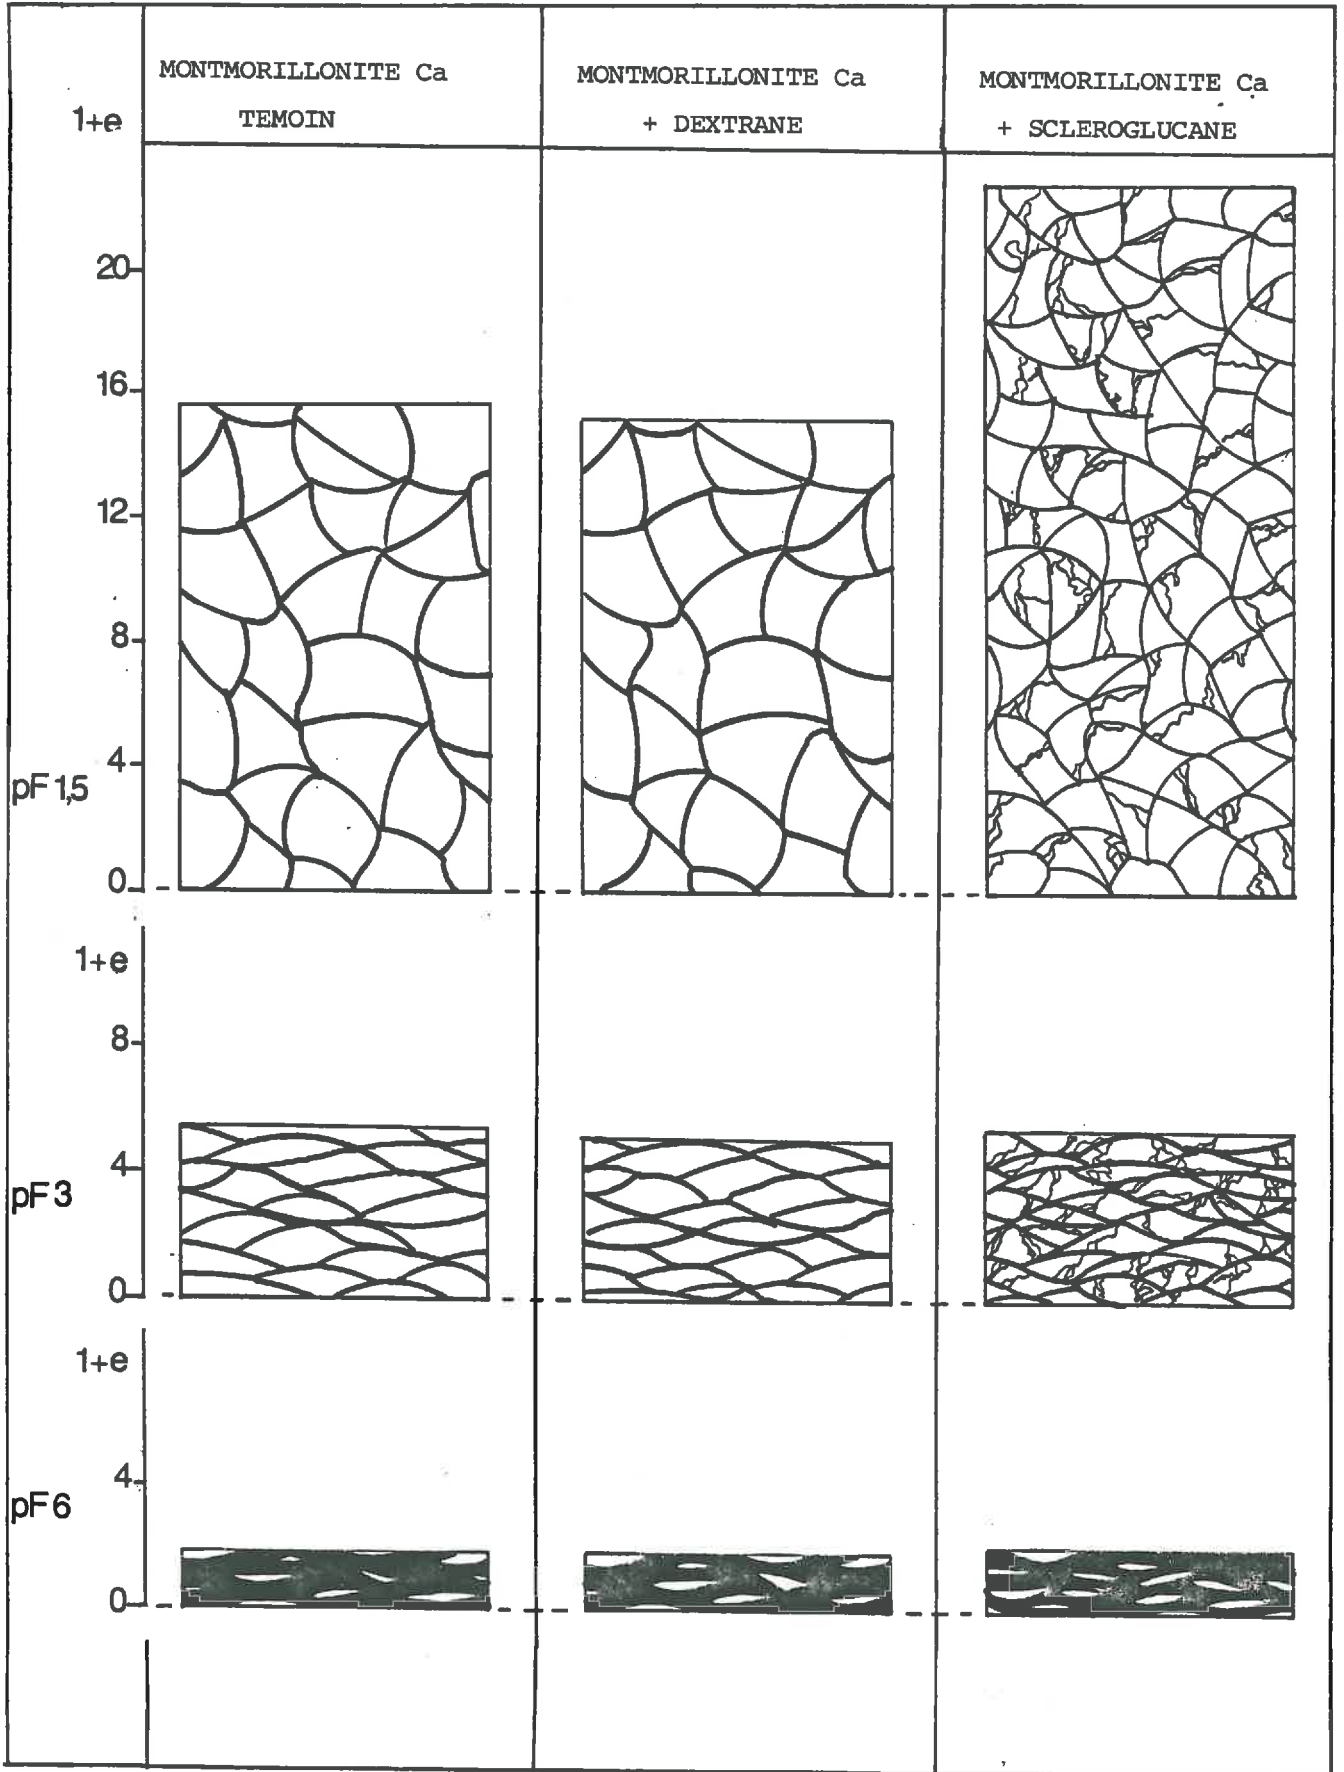 MONTMORILLONITE Ca
TEMOIN
MONTMORILLONITE Ca
+ DEXTRANE
MONTMORILLONITE Ca
+ SCLEROGLUCANE
1+e
20
16
12
8
4
pF 1,5
0
1+e
8
4
pF 3
0
1+e
4
pF 6
0